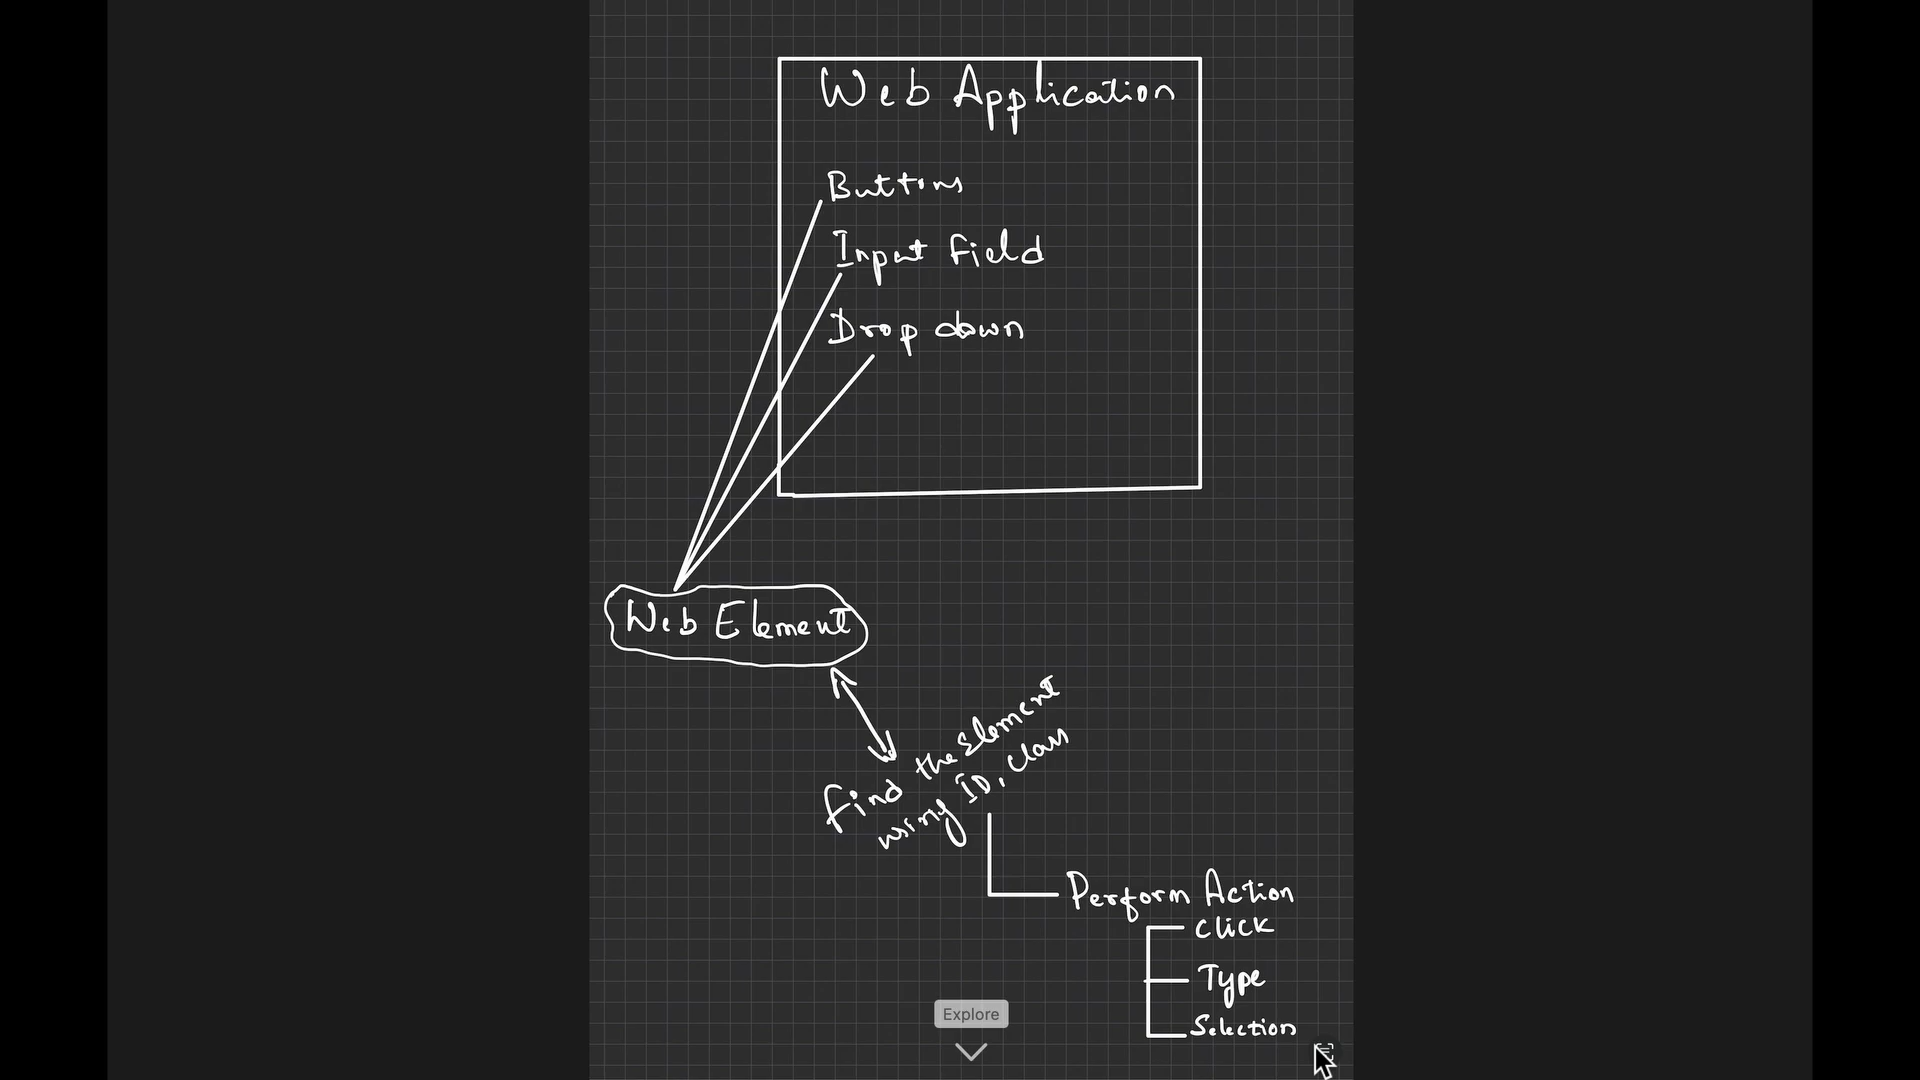 Web Application
Buttons
Input field
Drop down
Web Element
find the Element
using ID, class
Perform Action
click
Type
Selection
Explore